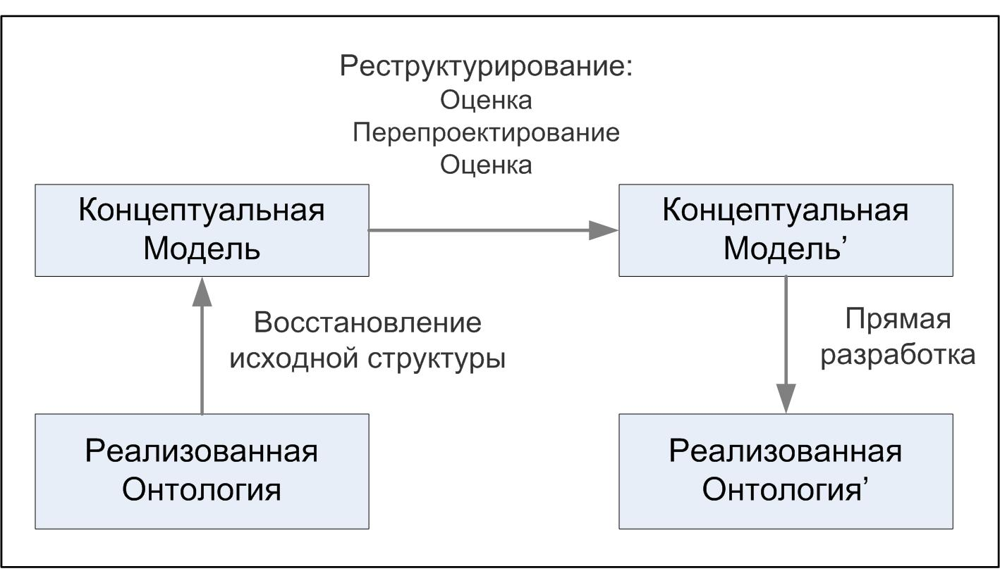 Реструктурирование:
Оценка
Перепроектирование
Оценка
Концептуальная
Модель
Концептуальная
Модель’
Восстановление
исходной структуры
Прямая
разработка
Реализованная
Онтология
Реализованная
Онтология’